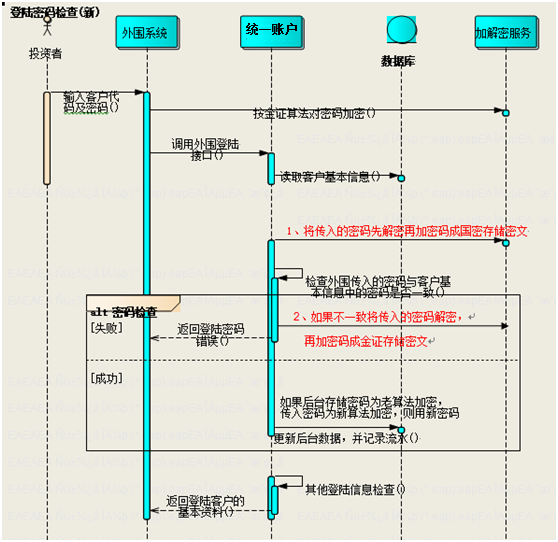 登陆密码检查(新)
投资者
外围系统
统一账户
数据库
加解密服务
输入客户代
码及密码()
按金证算法对密码加密()
调用外围登陆
接口()
读取客户基本信息()
1、将传入的密码先解密再加密码成国密存储密文
检查外围传入的密码与客户基
本信息中的密码是否一致()
alt 密码检查
[失败]
返回登陆密码
错误()
2、如果不一致将传入的密码解密，
再加密码成金证存储密文
[成功]
如果后台存储密码为老算法加密，
传入密码为新算法加密，则用新密码
更新后台数据，并记录流水()
其他登陆信息检查()
返回登陆客户的
基本资料()